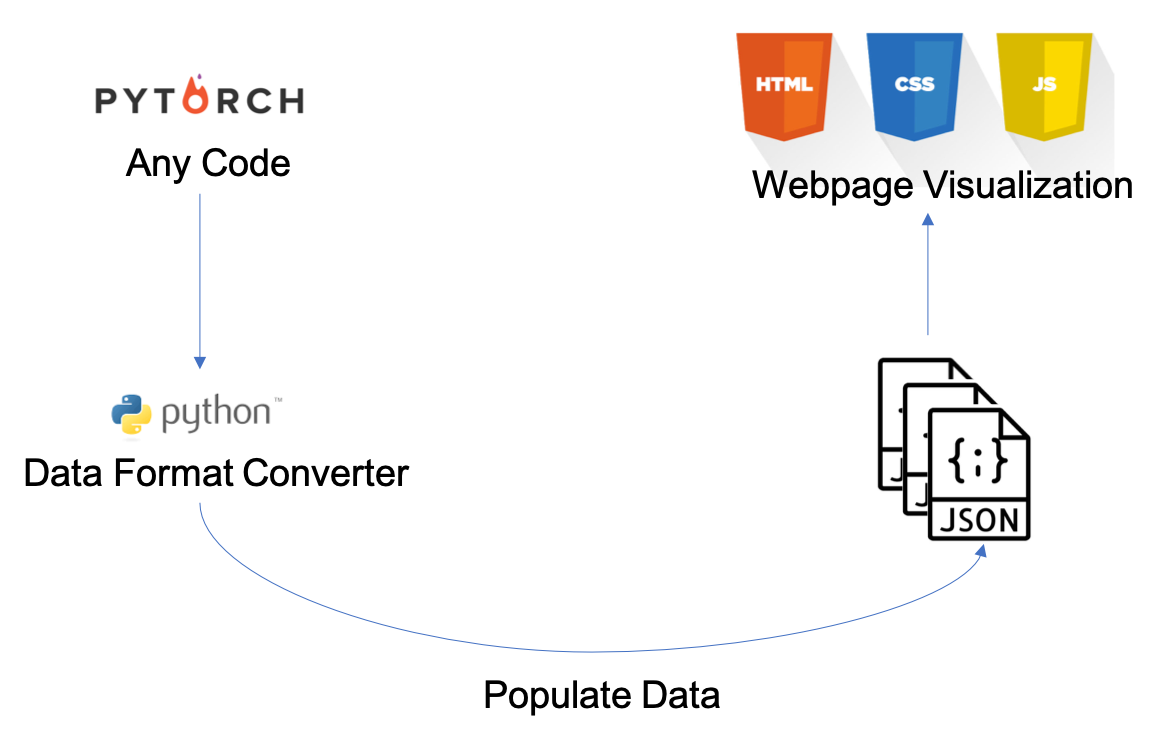 PYTORCH
Any Code
HTML
CSS
JS
Webpage Visualization
python™
Data Format Converter
{;}
J
J
JSON
Populate Data